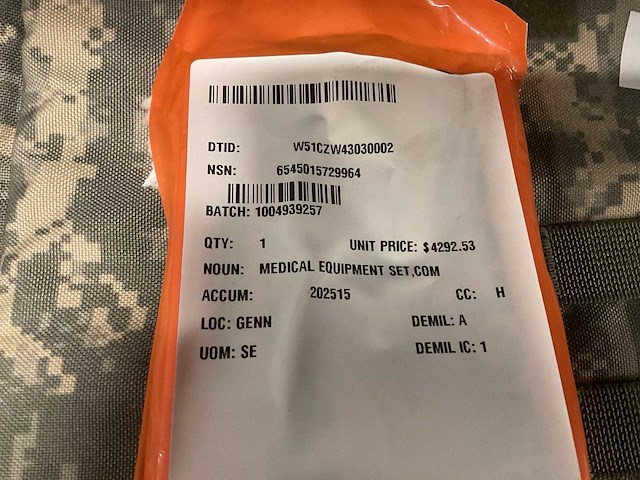 DTID: W51CZW43030002
NSN: 6545015729964
BATCH: 1004939257
QTY: 1 UNIT PRICE: $4292.53
NOUN: MEDICAL EQUIPMENT SET,COM
ACCUM: 202515 CC: H
LOC: GENN DEMIL: A
UOM: SE DEMIL IC: 1